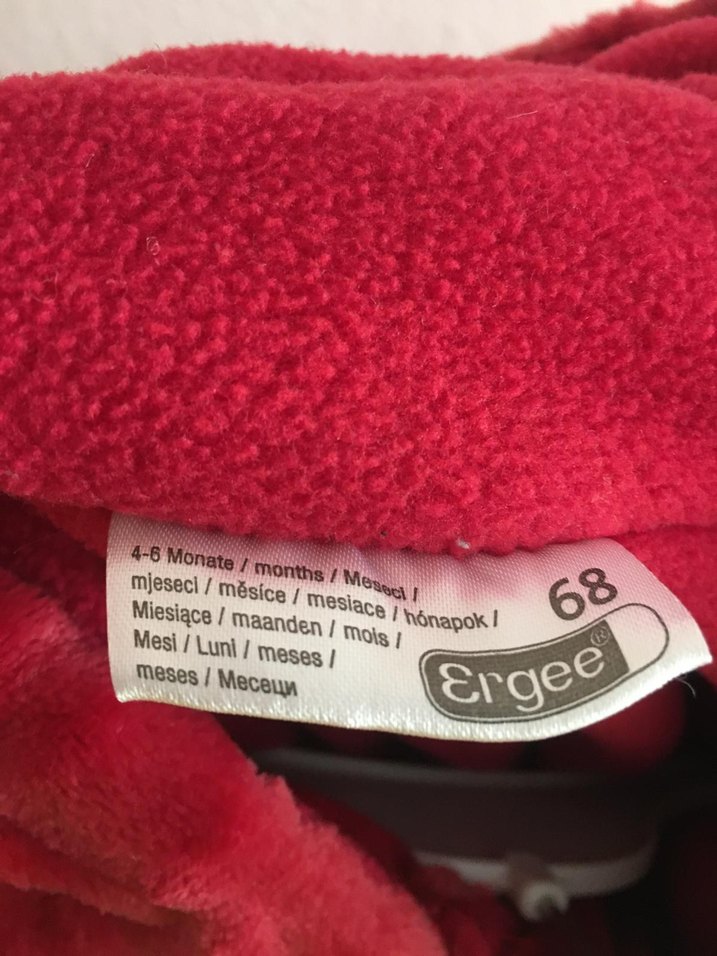 4-6 Monate / months / Meseci /
mjeseci / měsíce / mesiace / hónapok /
Miesiące / maanden / mois /
Mesi / Luni / meses /
meses / Месеци
68
Ergee®